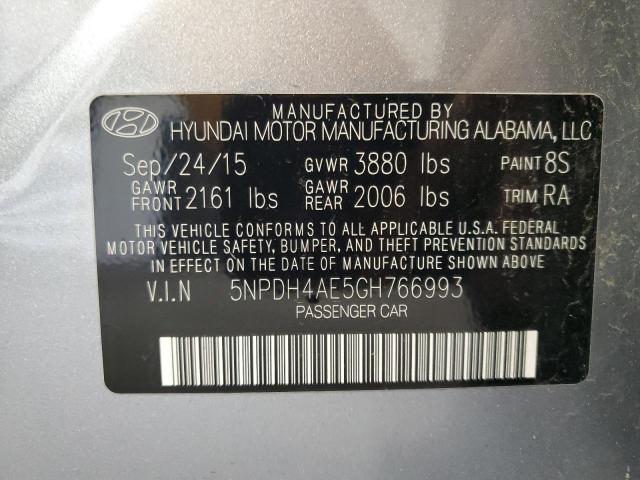 MANUFACTURED BY
HYUNDAI MOTOR MANUFACTURING ALABAMA, LLC
Sep/24/15 GVWR 3880 lbs PAINT 8S
GAWR FRONT 2161 lbs GAWR REAR 2006 lbs TRIM RA
THIS VEHICLE CONFORMS TO ALL APPLICABLE U.S.A. FEDERAL
MOTOR VEHICLE SAFETY, BUMPER, AND THEFT PREVENTION STANDARDS
IN EFFECT ON THE DATE OF MANUFACTURE SHOWN ABOVE.
V.I.N 5NPDH4AE5GH766993
PASSENGER CAR